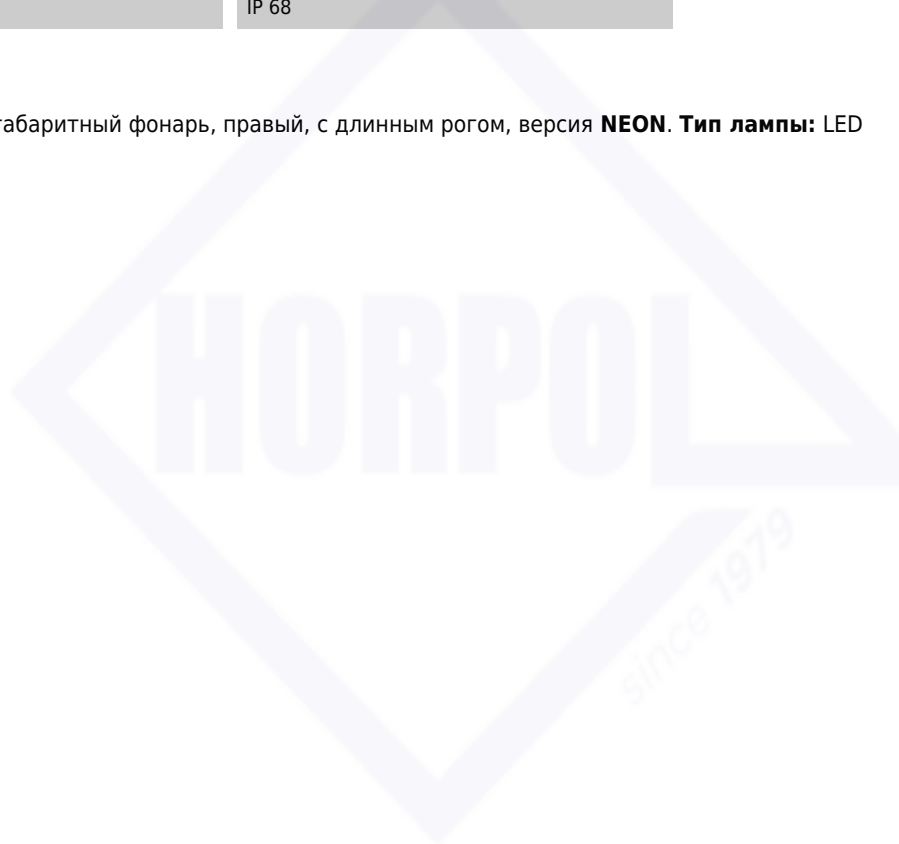 IP 68
габаритный фонарь, правый, с длинным рогом, версия NEON. Тип лампы: LED
HORPOL
since 1979